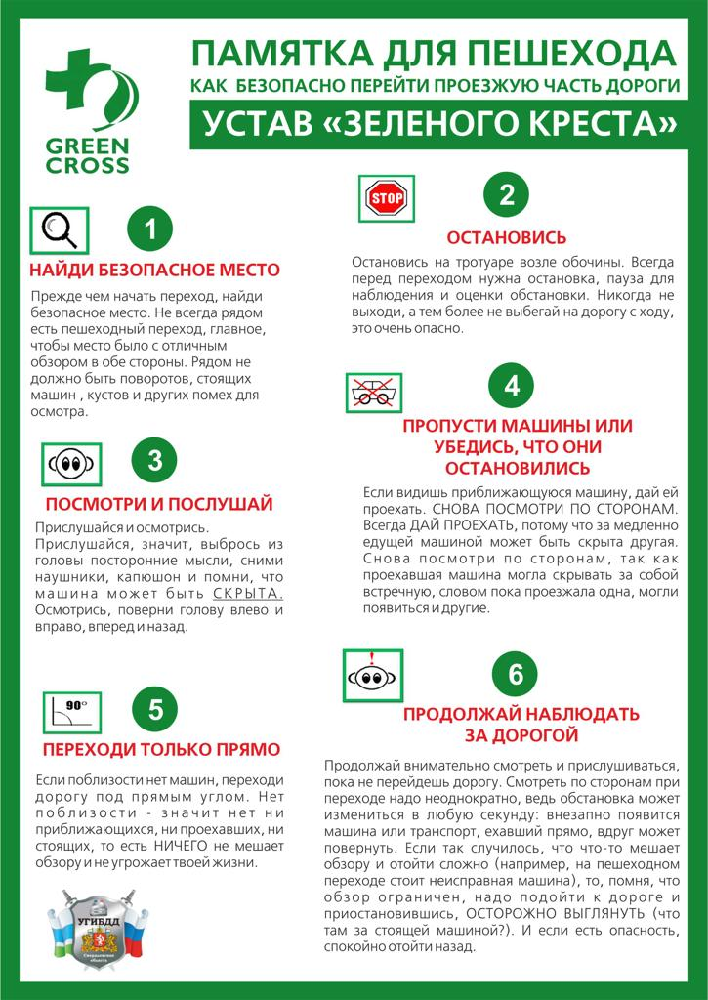 ПАМЯТКА ДЛЯ ПЕШЕХОДА
КАК БЕЗОПАСНО ПЕРЕЙТИ ПРОЕЗЖУЮ ЧАСТЬ ДОРОГИ
УСТАВ «ЗЕЛЕНОГО КРЕСТА»
GREEN
CROSS
1
НАЙДИ БЕЗОПАСНОЕ МЕСТО
Прежде чем начать переход, найди
безопасное место. Не всегда рядом
есть пешеходный переход, главное,
чтобы место было с отличным
обзором в обе стороны. Рядом не
должно быть поворотов, стоящих
машин , кустов и других помех для
осмотра.
STOP
2
ОСТАНОВИСЬ
Остановись на тротуаре возле обочины. Всегда
перед переходом нужна остановка, пауза для
наблюдения и оценки обстановки. Никогда не
выходи, а тем более не выбегай на дорогу с ходу,
это очень опасно.
3
ПОСМОТРИ И ПОСЛУШАЙ
Прислушайся и осмотрись.
Прислушайся, значит, выбрось из
головы посторонние мысли, сними
наушники, капюшон и помни, что
машина может быть СКРЫТА.
Осмотрись, поверни голову влево и
вправо, вперед и назад.
4
ПРОПУСТИ МАШИНЫ ИЛИ
УБЕДИСЬ, ЧТО ОНИ
ОСТАНОВИЛИСЬ
Если видишь приближающуюся машину, дай ей
проехать. СНОВА ПОСМОТРИ ПО СТОРОНАМ.
Всегда ДАЙ ПРОЕХАТЬ, потому что за медленно
едущей машиной может быть скрыта другая.
Снова посмотри по сторонам, так как
проехавшая машина могла скрывать за собой
встречную, словом пока проезжала одна, могли
появиться и другие.
90°
5
ПЕРЕХОДИ ТОЛЬКО ПРЯМО
Если поблизости нет машин, переходи
дорогу под прямым углом. Нет
поблизости - значит нет ни
приближающихся, ни проехавших, ни
стоящих, то есть НИЧЕГО не мешает
обзору и не угрожает твоей жизни.
!
6
ПРОДОЛЖАЙ НАБЛЮДАТЬ
ЗА ДОРОГОЙ
Продолжай внимательно смотреть и прислушиваться,
пока не перейдешь дорогу. Смотреть по сторонам при
переходе надо неоднократно, ведь обстановка может
измениться в любую секунду: внезапно появится
машина или транспорт, ехавший прямо, вдруг может
повернуть. Если так случилось, что что-то мешает
обзору и отойти сложно (например, на пешеходном
переходе стоит неисправная машина), то, помня, что
обзор ограничен, надо подойти к дороге и
приостановившись, ОСТОРОЖНО ВЫГЛЯНУТЬ (что
там за стоящей машиной?). И если есть опасность,
спокойно отойти назад.
УГИБДД
Свердловская
область